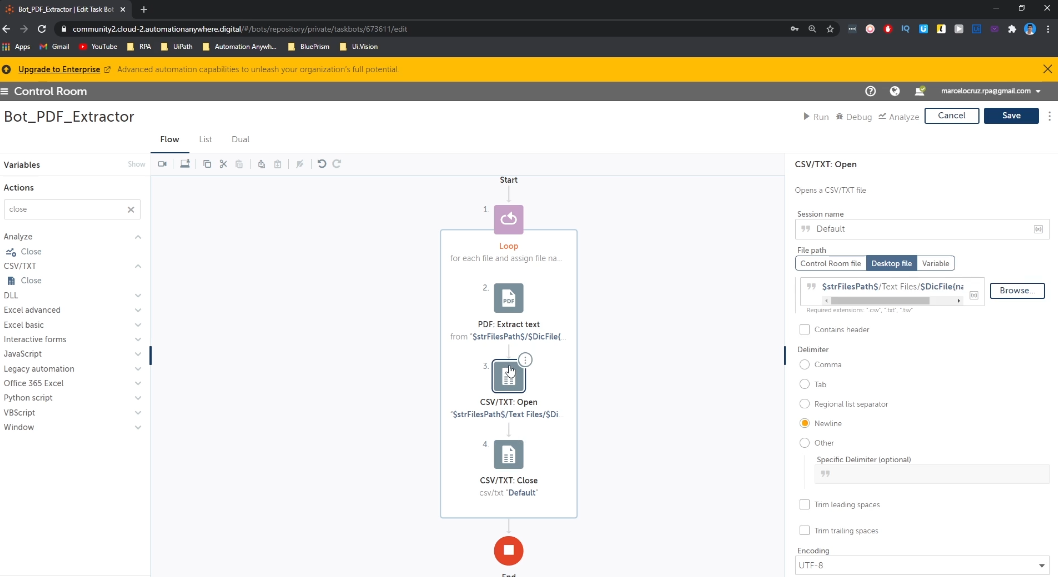 Bot_PDF_Extractor | Edit Task Bot
community2.cloud-2.automationanywhere.digital/#/bots/repository/private/taskbots/673611/edit
Apps Gmail YouTube RPA UiPath Automation Anywh... BluePrism Ui.Vision
Upgrade to Enterprise Advanced automation capabilities to unleash your organization's full potential.
Control Room
marcelocruz.rpa@gmail.com
Bot_PDF_Extractor
Run Debug Analyze Cancel Save
Flow List Dual
Variables Show
Actions
close
Analyze
Close
CSV/TXT
Close
DLL
Excel advanced
Excel basic
Interactive forms
JavaScript
Legacy automation
Office 365 Excel
Python script
VBScript
Window
Start
1.
Loop
for each file and assign file na...
2.
PDF
PDF: Extract text
from "$strFilesPath$/$DicFile{...
3.
CSV/TXT: Open
"$strFilesPath$/Text Files/$Di...
4.
CSV/TXT: Close
csv/txt "Default"
End
CSV/TXT: Open
Opens a CSV/TXT file
Session name
Default
File path
Control Room file Desktop file Variable
$strFilesPath$/Text Files/$DicFile{na
Browse...
Required extensions: ".csv", ".txt", ".tsv"
Contains header
Delimiter
Comma
Tab
Regional list separator
Newline
Other
Specific Delimiter (optional)
Trim leading spaces
Trim trailing spaces
Encoding
UTF-8